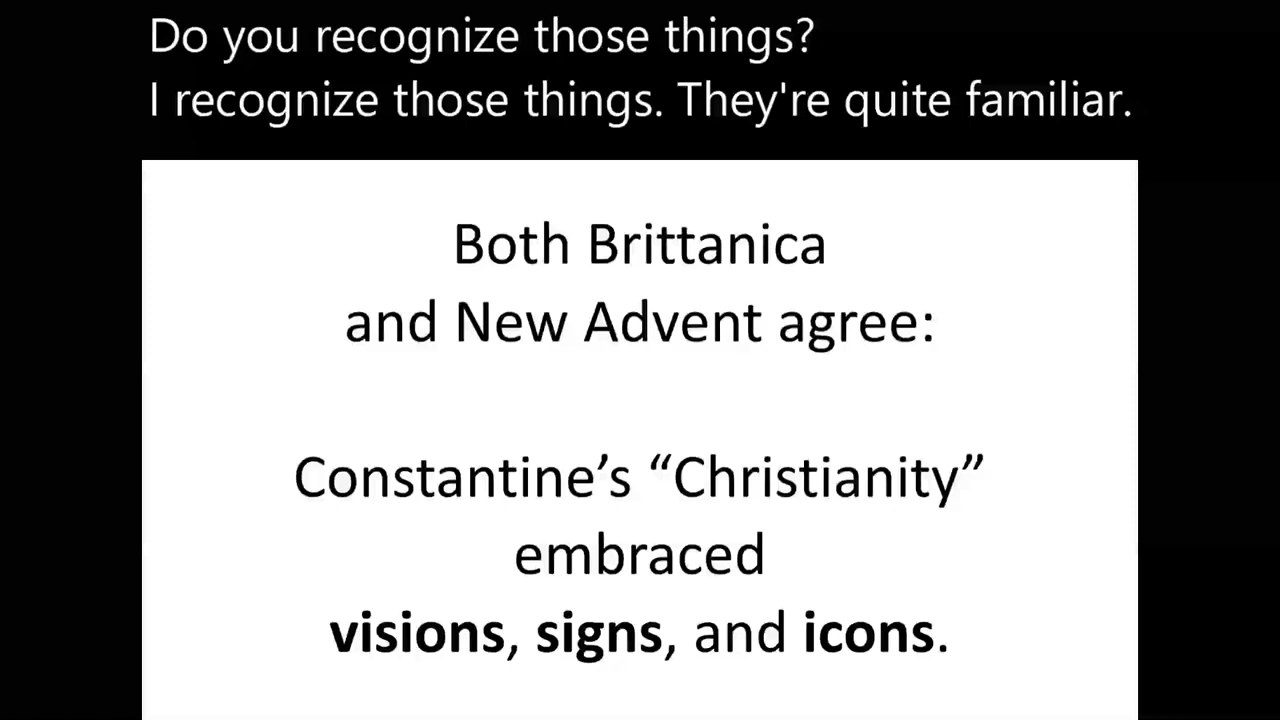 Do you recognize those things?
I recognize those things. They're quite familiar.
Both Brittanica
and New Advent agree:
Constantine’s “Christianity”
embraced
visions, signs, and icons.